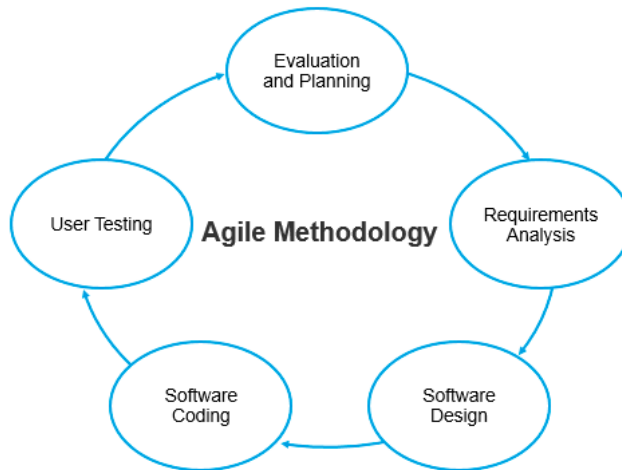 Evaluation
and Planning
Requirements
Analysis
Software
Design
Software
Coding
User Testing
Agile Methodology